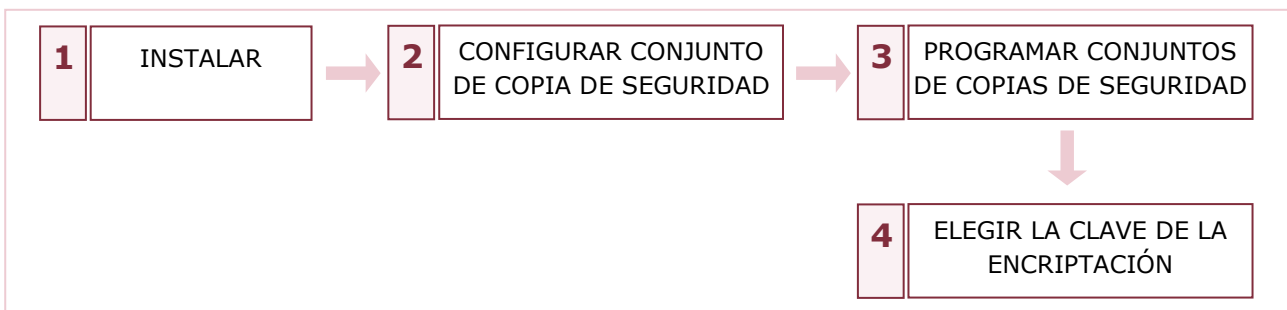 1
INSTALAR
2
CONFIGURAR CONJUNTO
DE COPIA DE SEGURIDAD
3
PROGRAMAR CONJUNTOS
DE COPIAS DE SEGURIDAD
4
ELEGIR LA CLAVE DE LA
ENCRIPTACIÓN